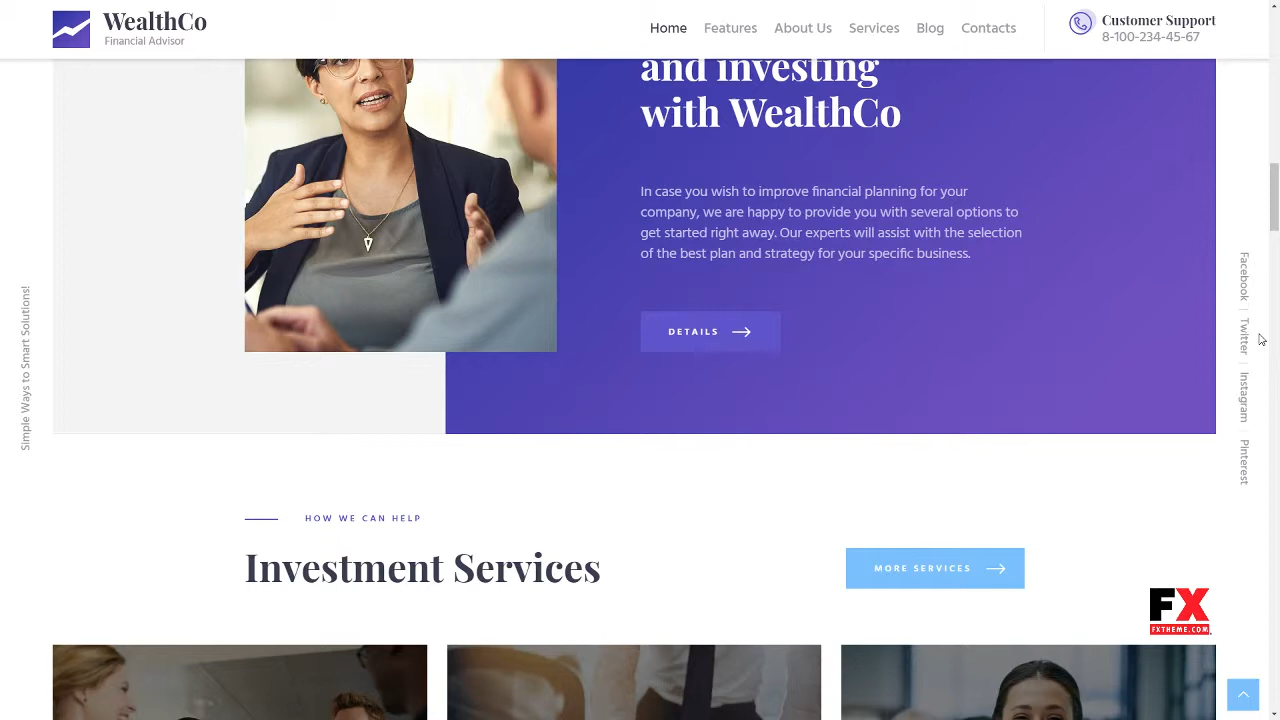 WealthCo
Financial Advisor
Home
Features
About Us
Services
Blog
Contacts
Customer Support
8-100-234-45-67
and investing
with WealthCo
In case you wish to improve financial planning for your
company, we are happy to provide you with several options to
get started right away. Our experts will assist with the selection
of the best plan and strategy for your specific business.
DETAILS
Simple Ways to Smart Solutions!
Facebook
Twitter
Instagram
Pinterest
HOW WE CAN HELP
Investment Services
MORE SERVICES
FX
FXTHEME.COM